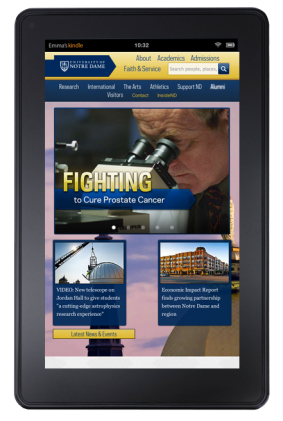 Emma'sKindle 10:32
UNIVERSITY OF
NOTRE DAME
About Academics Admissions
Faith & Service Search people, places
Research International The Arts Athletics Support ND Alumni
Visitors Contact InsideND
FIGHTING
to Cure Prostate Cancer
VIDEO: New telescope on
Jordan Hall to give students
"a cutting-edge astrophysics
research experience"
Economic Impact Report
finds growing partnership
between Notre Dame and
region
Latest News & Events